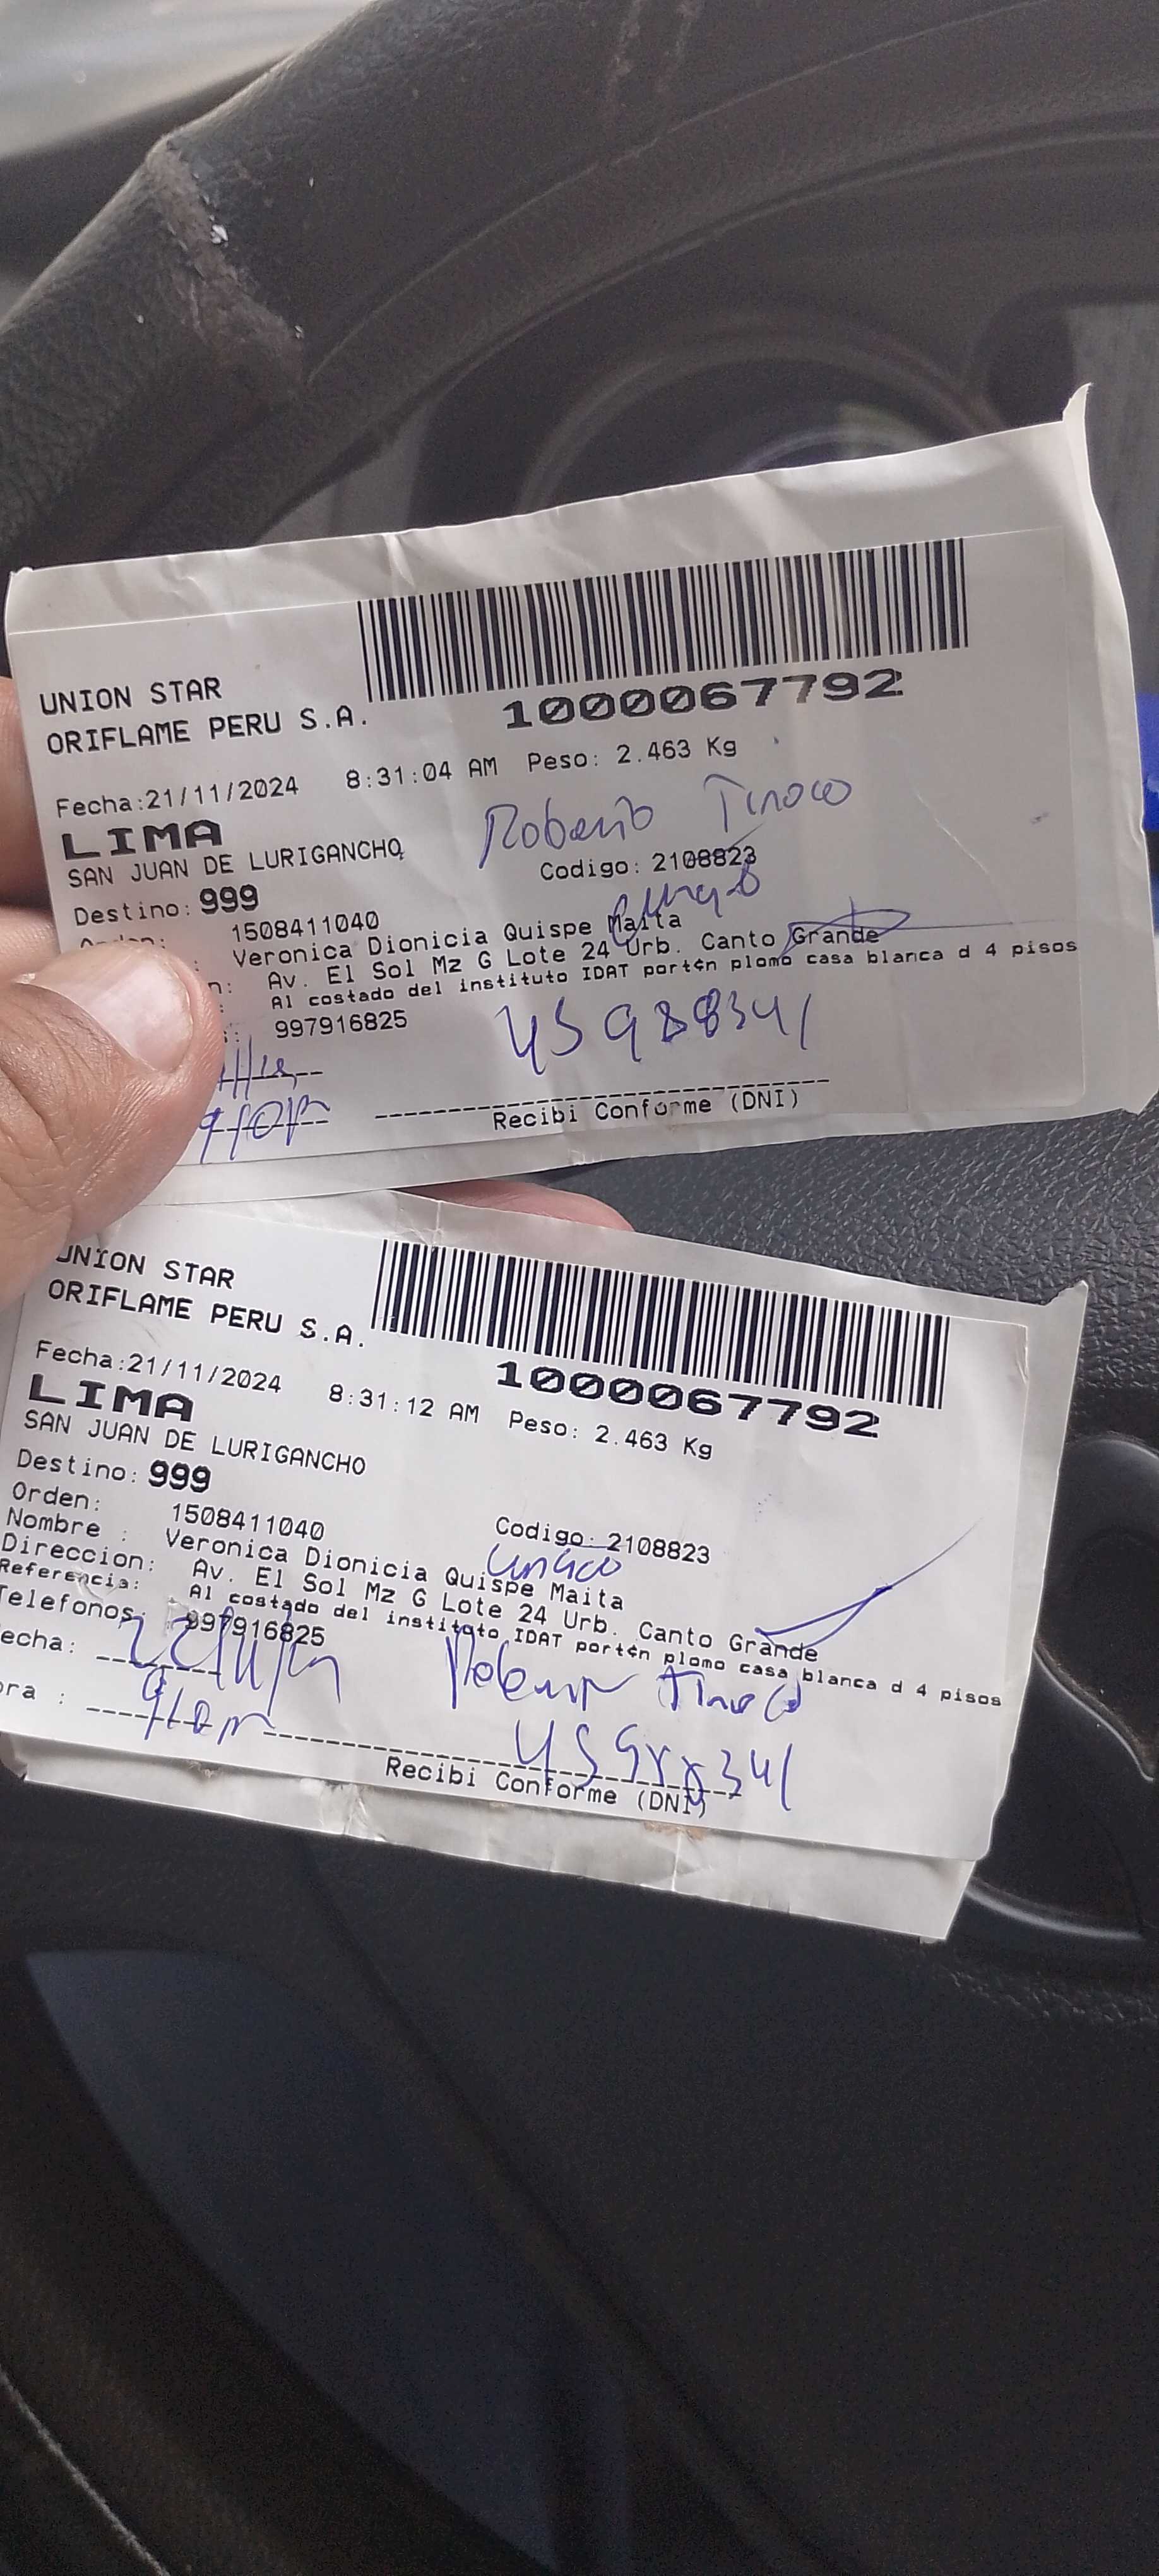 UNION STAR
ORIFLAME PERU S.A.
1000067792
Fecha:21/11/2024 8:31:04 AM Peso: 2.463 Kg
LIMA
Roberto Tinoco
SAN JUAN DE LURIGANCHO
Codigo: 2108823
Destino: 999
1508411040
Veronica Dionicia Quispe Maita
n: Av. El Sol Mz G Lote 24 Urb. Canto Grande
: Al costado del instituto IDAT port¢n plomo casa blanca d 4 pisos
s: 997916825
45988341
Recibi Conforme (DNI)
UNION STAR
ORIFLAME PERU S.A.
1000067792
Fecha:21/11/2024 8:31:12 AM Peso: 2.463 Kg
LIMA
SAN JUAN DE LURIGANCHO
Destino: 999
Orden: 1508411040 Codigo: 2108823
Nombre : Veronica Dionicia Quispe Maita
Direccion: Av. El Sol Mz G Lote 24 Urb. Canto Grande
Referencia: Al costado del instituto IDAT port¢n plomo casa blanca d 4 pisos
Telefonos: 997916825
echa:
Tinoco
ora :
45988341
Recibi Conforme (DNI)